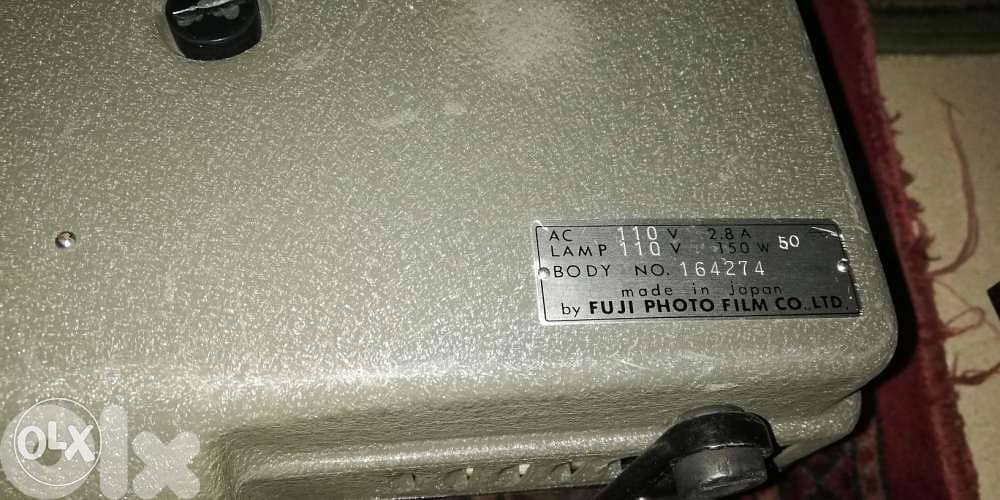 AC 110 V 2.8 A
LAMP 110 V 150 W 50
BODY NO. 164274
made in japan
by FUJI PHOTO FILM CO., LTD.
OLX
olx